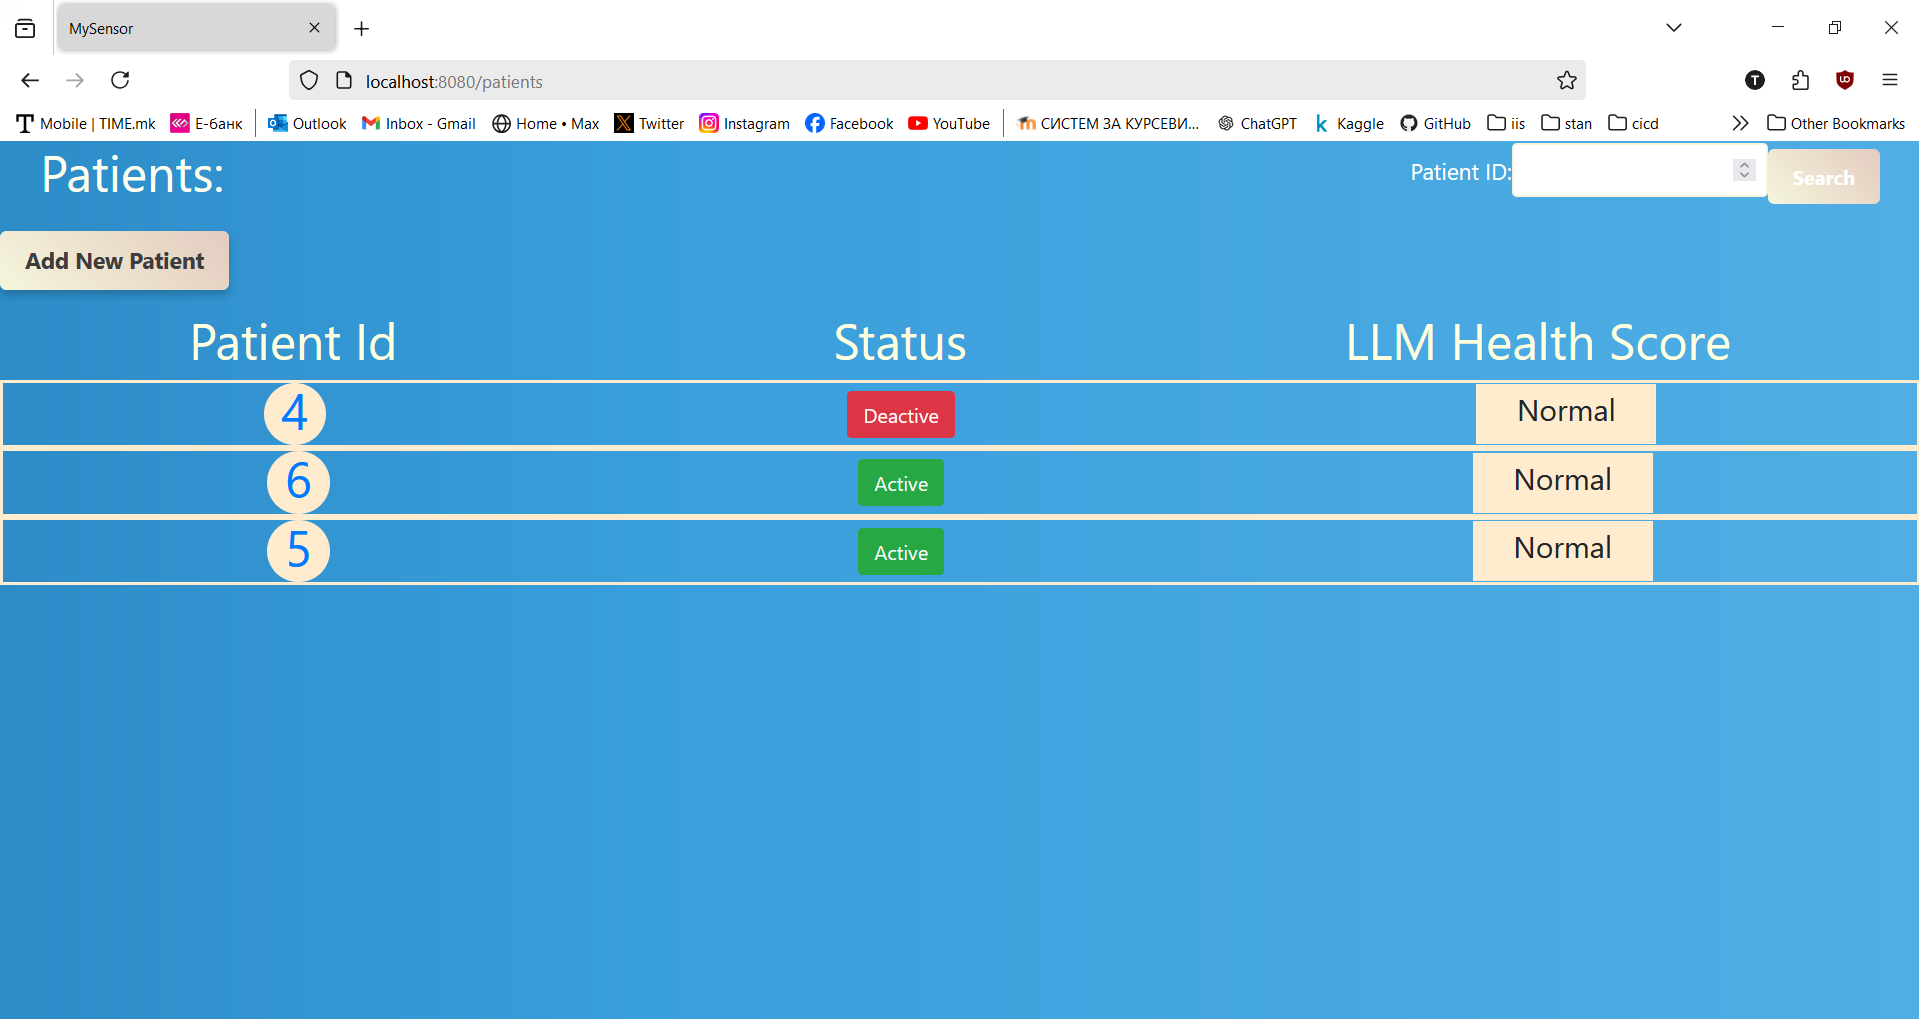 MySensor
localhost:8080/patients
Mobile | TIME.mk Е-банк Outlook Inbox - Gmail Home • Max Twitter Instagram Facebook YouTube СИСТЕМ ЗА КУРСЕВИ... ChatGPT Kaggle GitHub iis stan cicd Other Bookmarks
Patients: Patient ID: Search
Add New Patient
Patient Id Status LLM Health Score
4 Deactive Normal
6 Active Normal
5 Active Normal